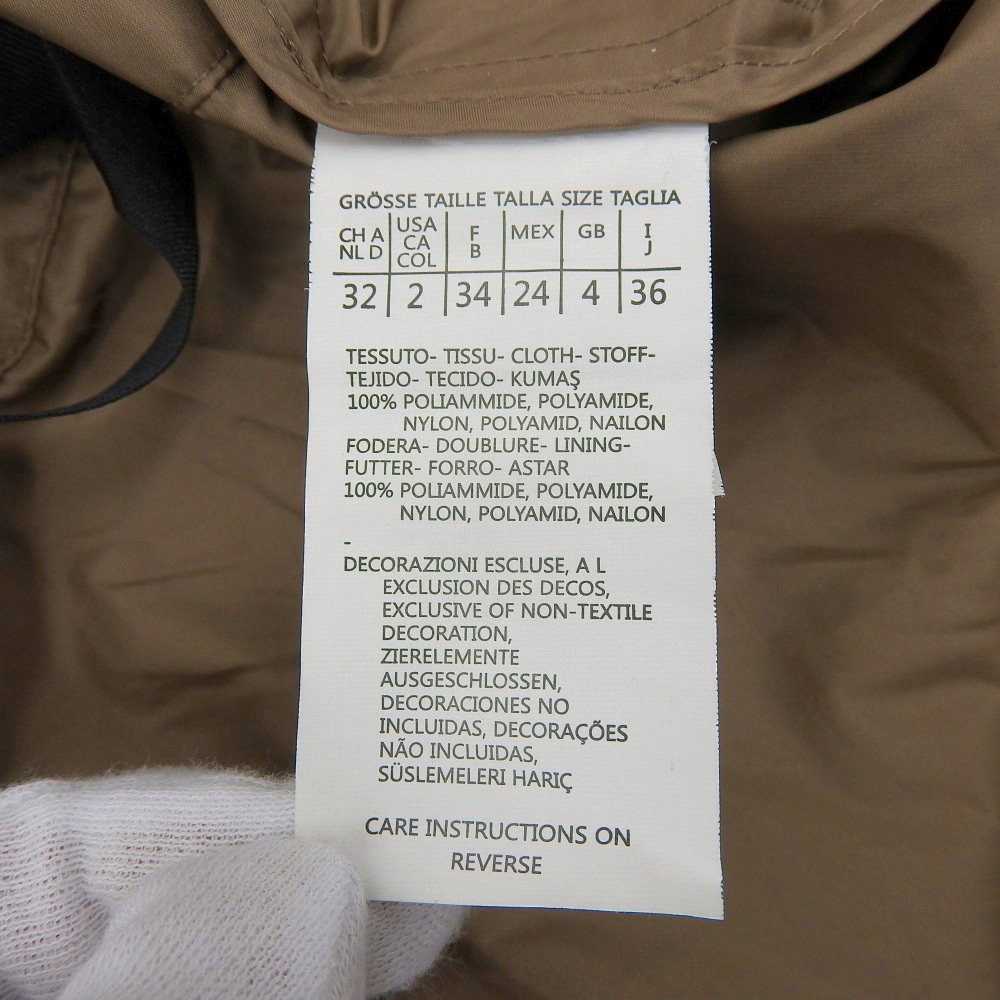 GRÖSSE TAILLE TALLA SIZE TAGLIA
CH A NL D USA CA COL F B MEX GB I J
32 2 34 24 4 36
TESSUTO- TISSU- CLOTH- STOFF-
TEJIDO- TECIDO- KUMAŞ
100% POLIAMMIDE, POLYAMIDE,
NYLON, POLYAMID, NAILON
FODERA- DOUBLURE- LINING-
FUTTER- FORRO- ASTAR
100% POLIAMMIDE, POLYAMIDE,
NYLON, POLYAMID, NAILON
-
DECORAZIONI ESCLUSE, A L
EXCLUSION DES DECOS,
EXCLUSIVE OF NON-TEXTILE
DECORATION,
ZIERELEMENTE
AUSGESCHLOSSEN,
DECORACIONES NO
INCLUIDAS, DECORAÇÕES
NÃO INCLUIDAS,
SÜSLEMELERI HARIÇ
CARE INSTRUCTIONS ON
REVERSE